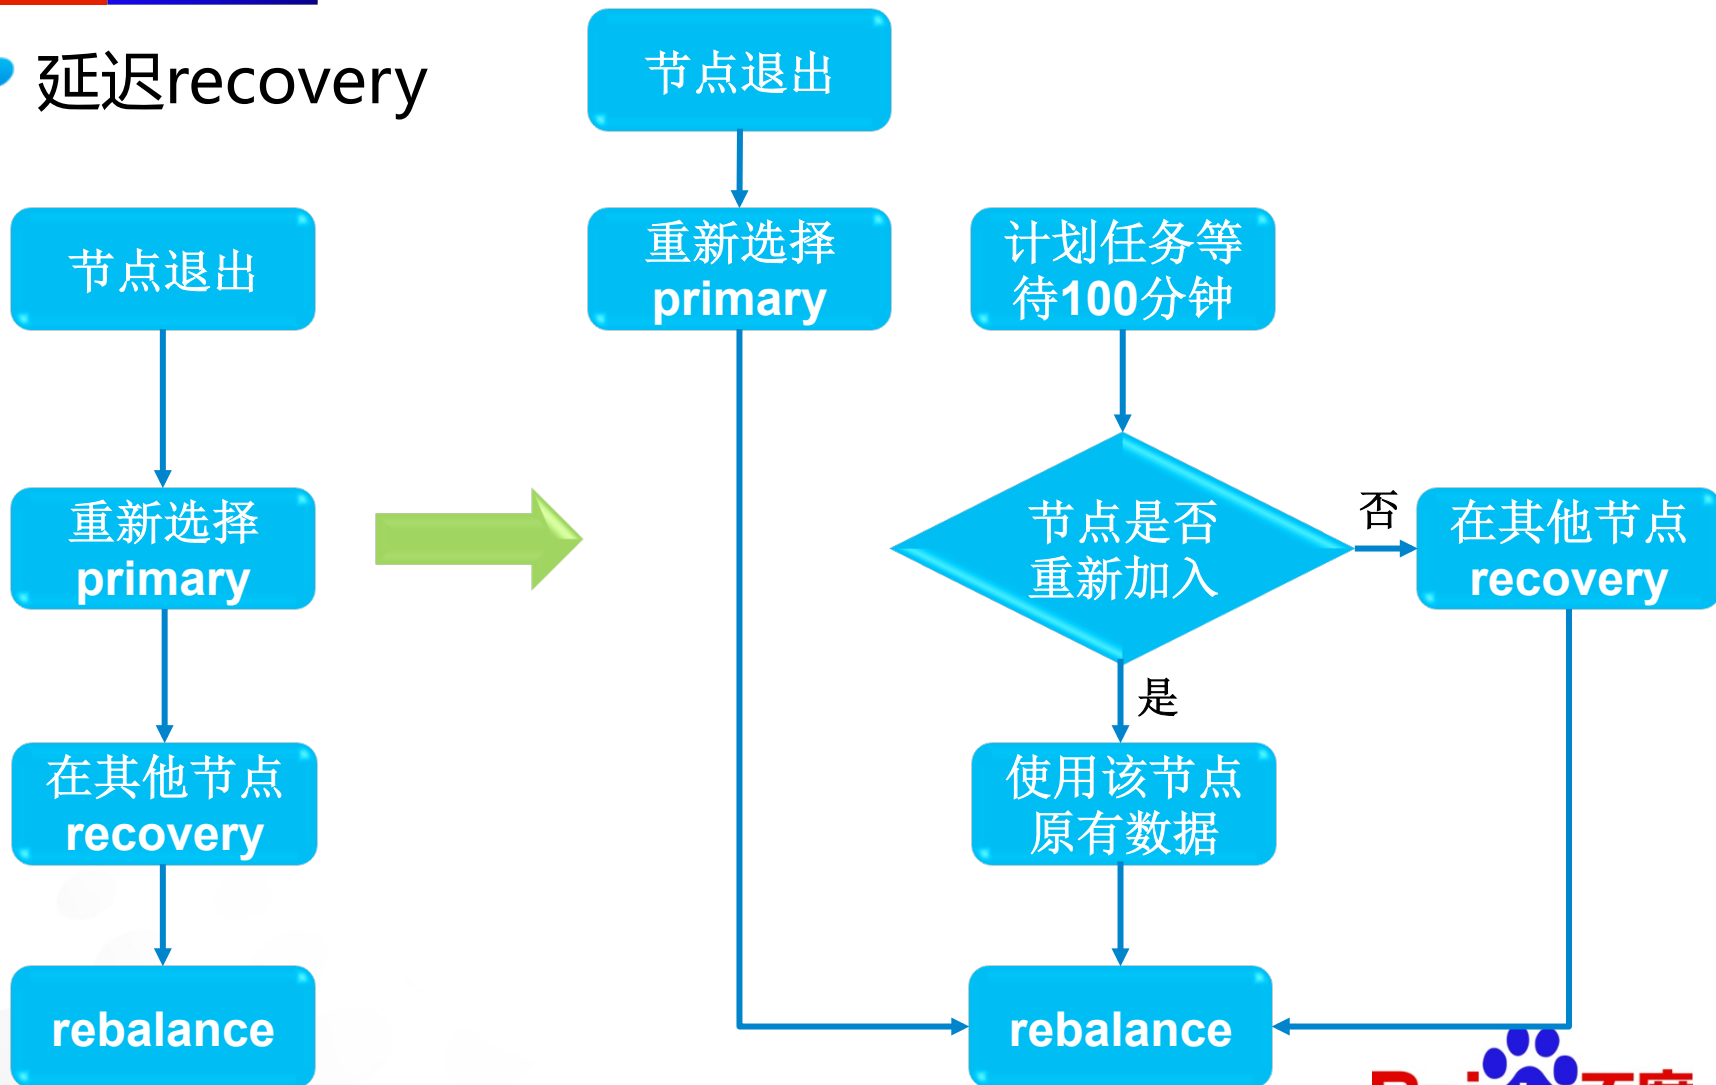 延迟recovery
节点退出
重新选择
primary
在其他节点
recovery
rebalance
节点退出
重新选择
primary
计划任务等
待100分钟
节点是否
重新加入
否
在其他节点
recovery
是
使用该节点
原有数据
rebalance
Bai 百度